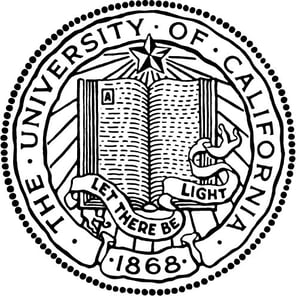 · THE · UNIVERSITY · OF · CALIFORNIA ·
A
LET THERE BE
LIGHT
· 1868 ·